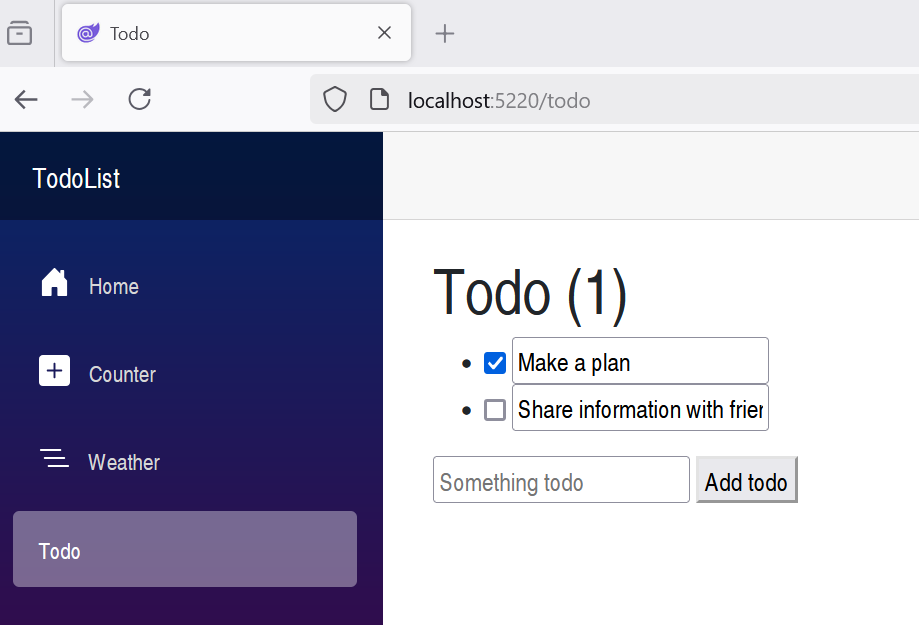 Todo
localhost:5220/todo
TodoList
Home
Counter
Weather
Todo
Todo (1)
Make a plan
Share information with frier
Something todo
Add todo